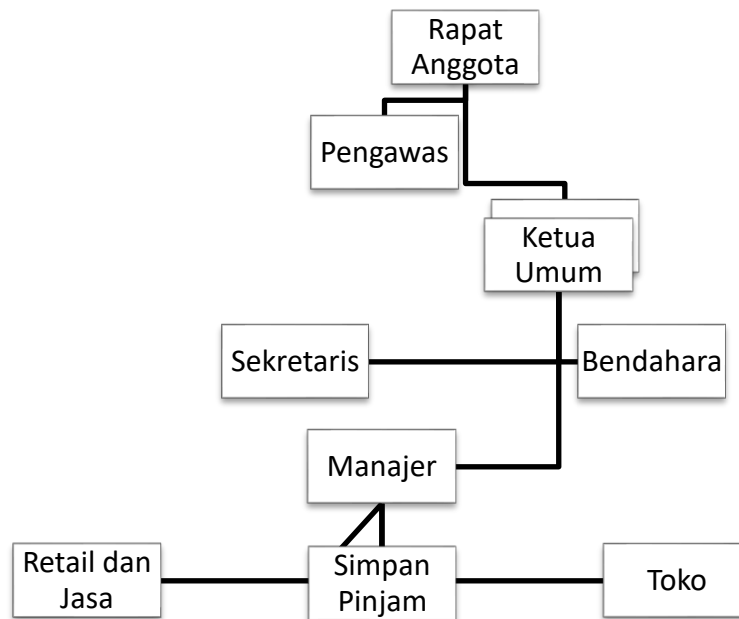 Rapat
Anggota
Pengawas
Ketua
Umum
Sekretaris
Bendahara
Manajer
Retail dan
Jasa
Simpan
Pinjam
Toko